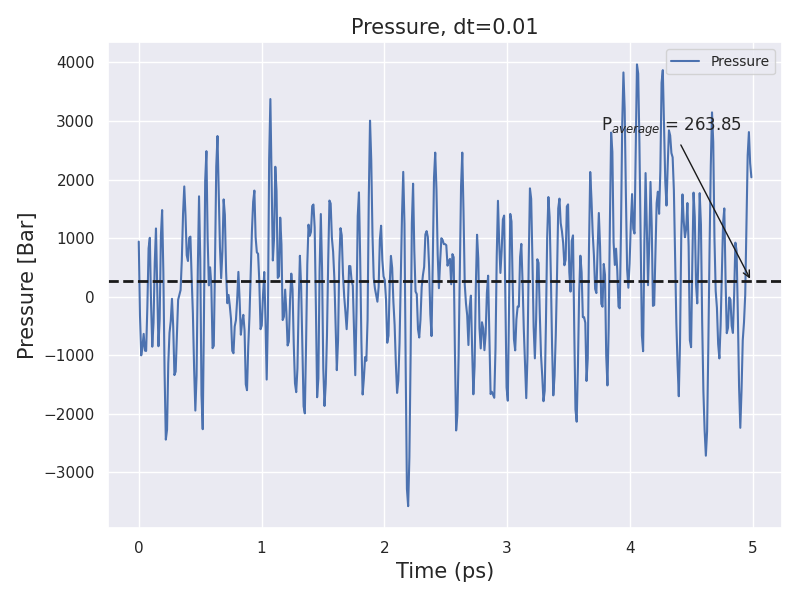 Pressure, dt=0.01
Pressure
P_average = 263.85
Pressure [Bar]
4000
3000
2000
1000
0
−1000
−2000
−3000
0 1 2 3 4 5
Time (ps)